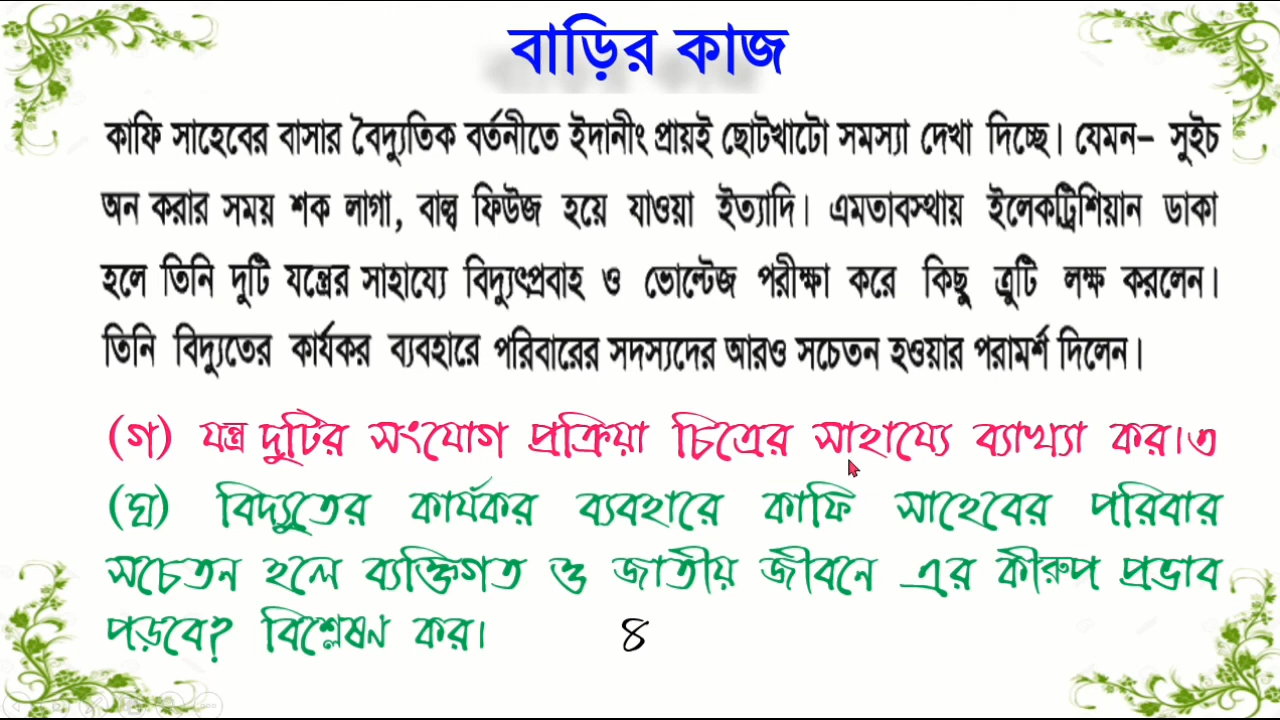 বাড়ির কাজ
কাফি সাহেবের বাসার বৈদ্যুতিক বর্তনীতে ইদানীং প্রায়ই ছোটখাটো সমস্যা দেখা দিচ্ছে। যেমন– সুইচ
অন করার সময় শক লাগা, বাল্ব ফিউজ হয়ে যাওয়া ইত্যাদি। এমতাবস্থায় ইলেকট্রিশিয়ান ডাকা
হলে তিনি দুটি যন্ত্রের সাহায্যে বিদ্যুৎপ্রবাহ ও ভোল্টেজ পরীক্ষা করে কিছু ত্রুটি লক্ষ করলেন।
তিনি বিদ্যুতের কার্যকর ব্যবহারে পরিবারের সদস্যদের আরও সচেতন হওয়ার পরামর্শ দিলেন।
(গ) যন্ত্র দুটির সংযোগ প্রক্রিয়া চিত্রের সাহায্যে ব্যাখ্যা কর।৩
(ঘ) বিদ্যুতের কার্যকর ব্যবহারে কাফি সাহেবের পরিবার
সচেতন হলে ব্যক্তিগত ও জাতীয় জীবনে এর কীরুপ প্রভাব
পড়বে? বিশ্লেষণ কর। ৪